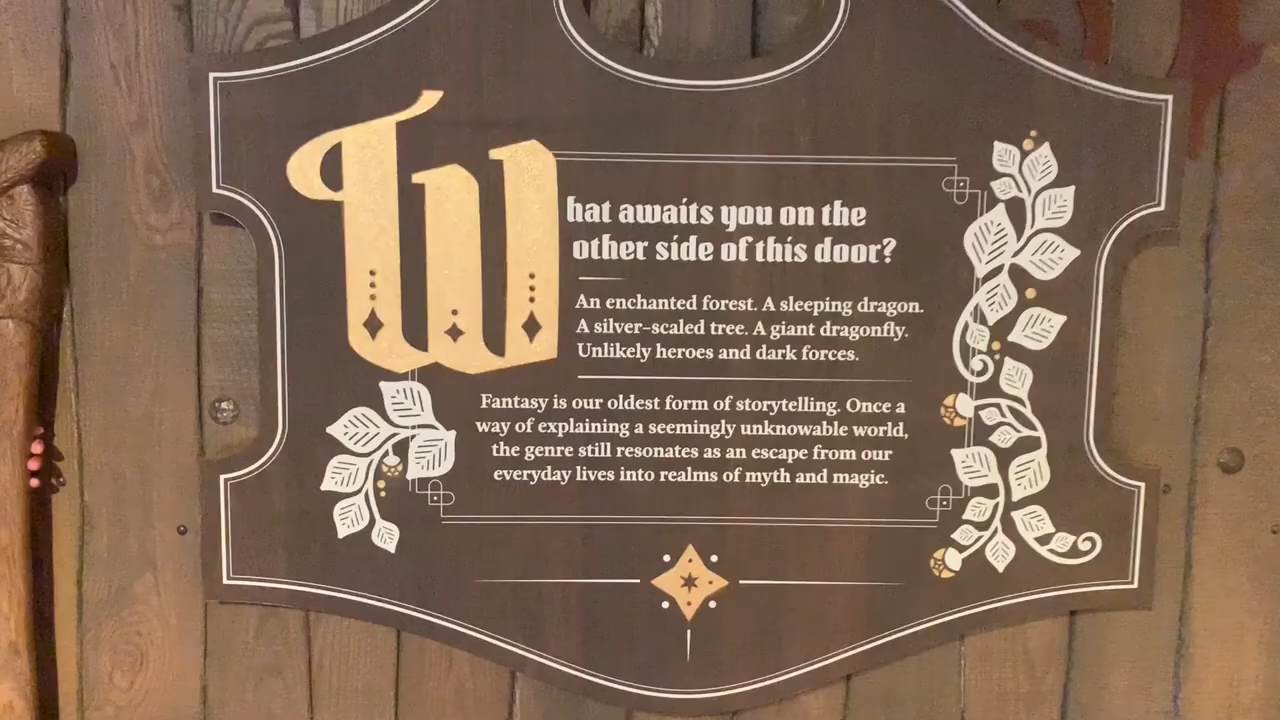 What awaits you on the
other side of this door?
An enchanted forest. A sleeping dragon.
A silver-scaled tree. A giant dragonfly.
Unlikely heroes and dark forces.
Fantasy is our oldest form of storytelling. Once a
way of explaining a seemingly unknowable world,
the genre still resonates as an escape from our
everyday lives into realms of myth and magic.